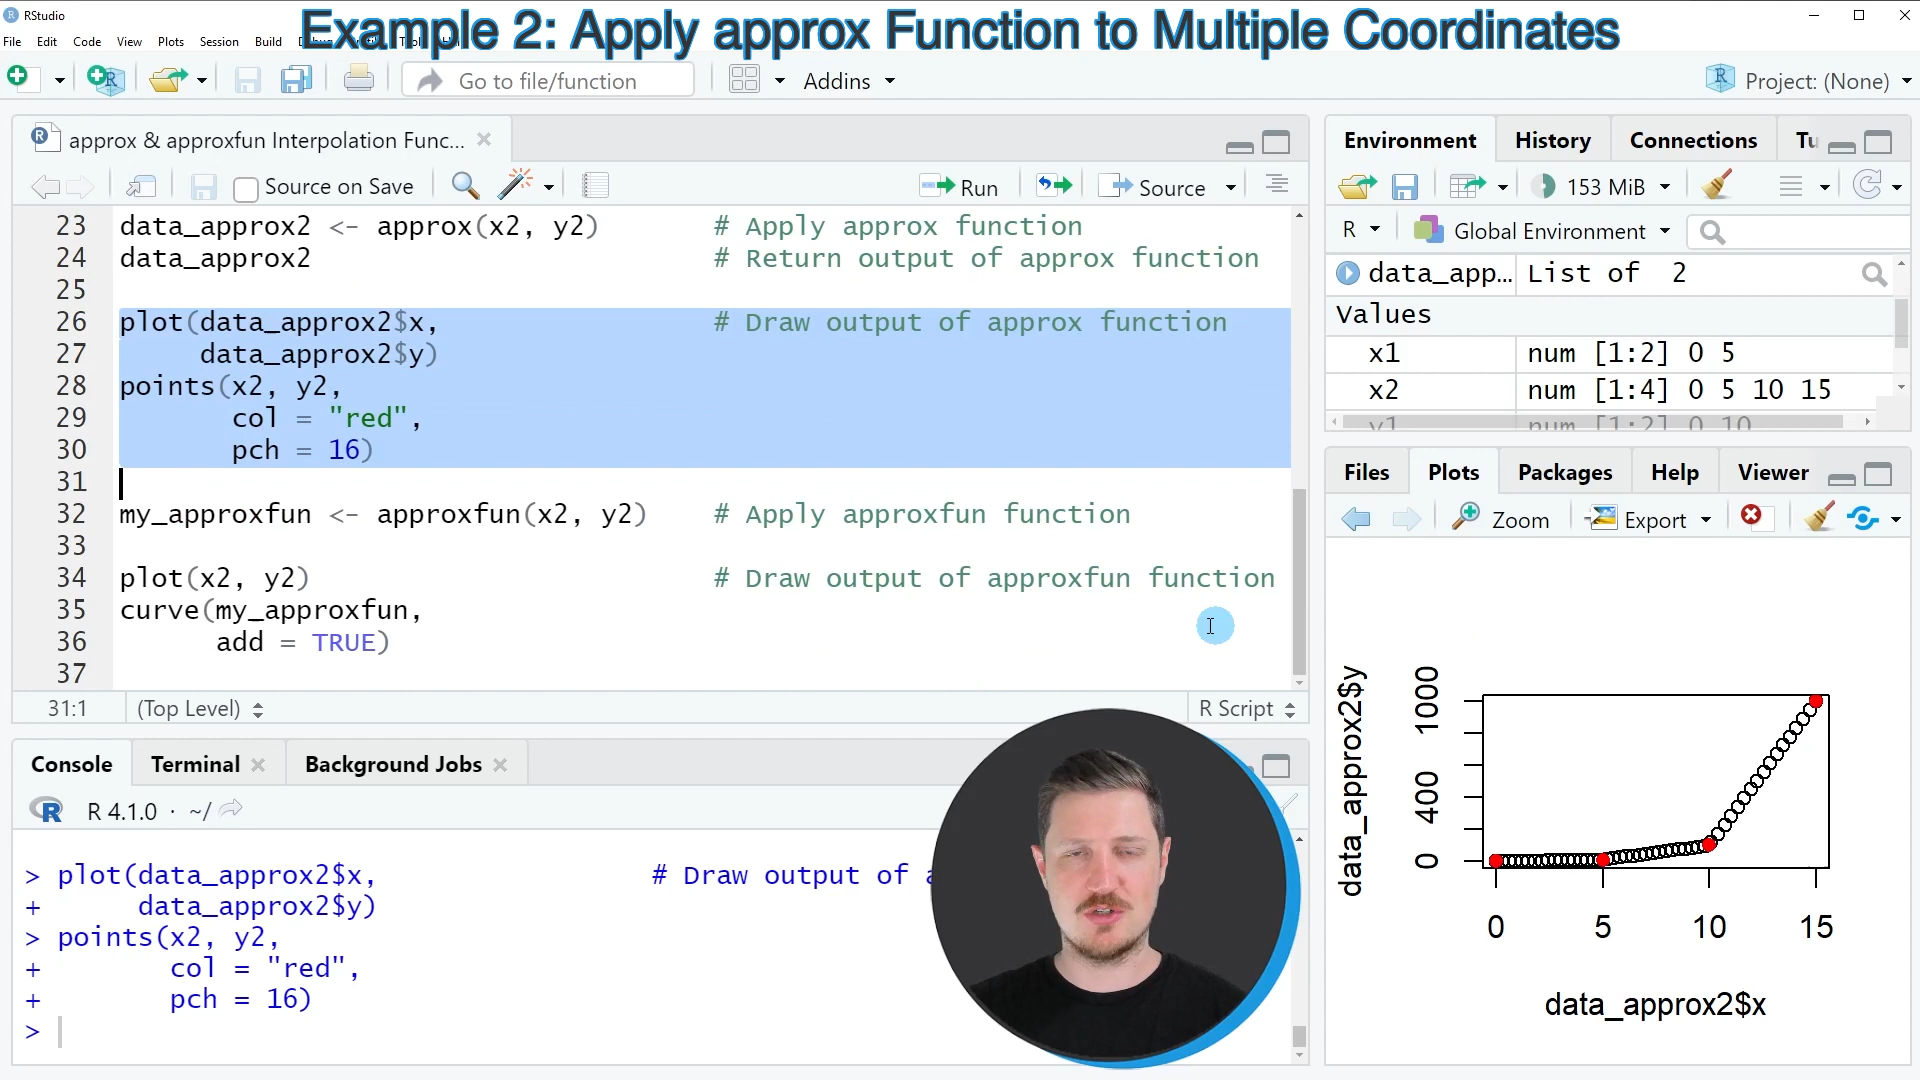 RStudio
Example 2: Apply approx Function to Multiple Coordinates
File Edit Code View Plots Session Build
Go to file/function
Addins
Project: (None)
approx & approxfun Interpolation Func...
Source on Save
Run
Source
23 data_approx2 <- approx(x2, y2) # Apply approx function
24 data_approx2 # Return output of approx function
25
26 plot(data_approx2$x, # Draw output of approx function
27 data_approx2$y)
28 points(x2, y2,
29 col = "red",
30 pch = 16)
31
32 my_approxfun <- approxfun(x2, y2) # Apply approxfun function
33
34 plot(x2, y2) # Draw output of approxfun function
35 curve(my_approxfun,
36 add = TRUE)
37
31:1 (Top Level) R Script
Console Terminal Background Jobs
R 4.1.0 · ~/
> plot(data_approx2$x, # Draw output of
+ data_approx2$y)
> points(x2, y2,
+ col = "red",
+ pch = 16)
>
Environment History Connections Tu
153 MiB
R Global Environment
data_app... List of 2
Values
x1 num [1:2] 0 5
x2 num [1:4] 0 5 10 15
y1 num [1:2] 0 10
Files Plots Packages Help Viewer
Zoom Export
data_approx2$y
1000
400
0
0 5 10 15
data_approx2$x